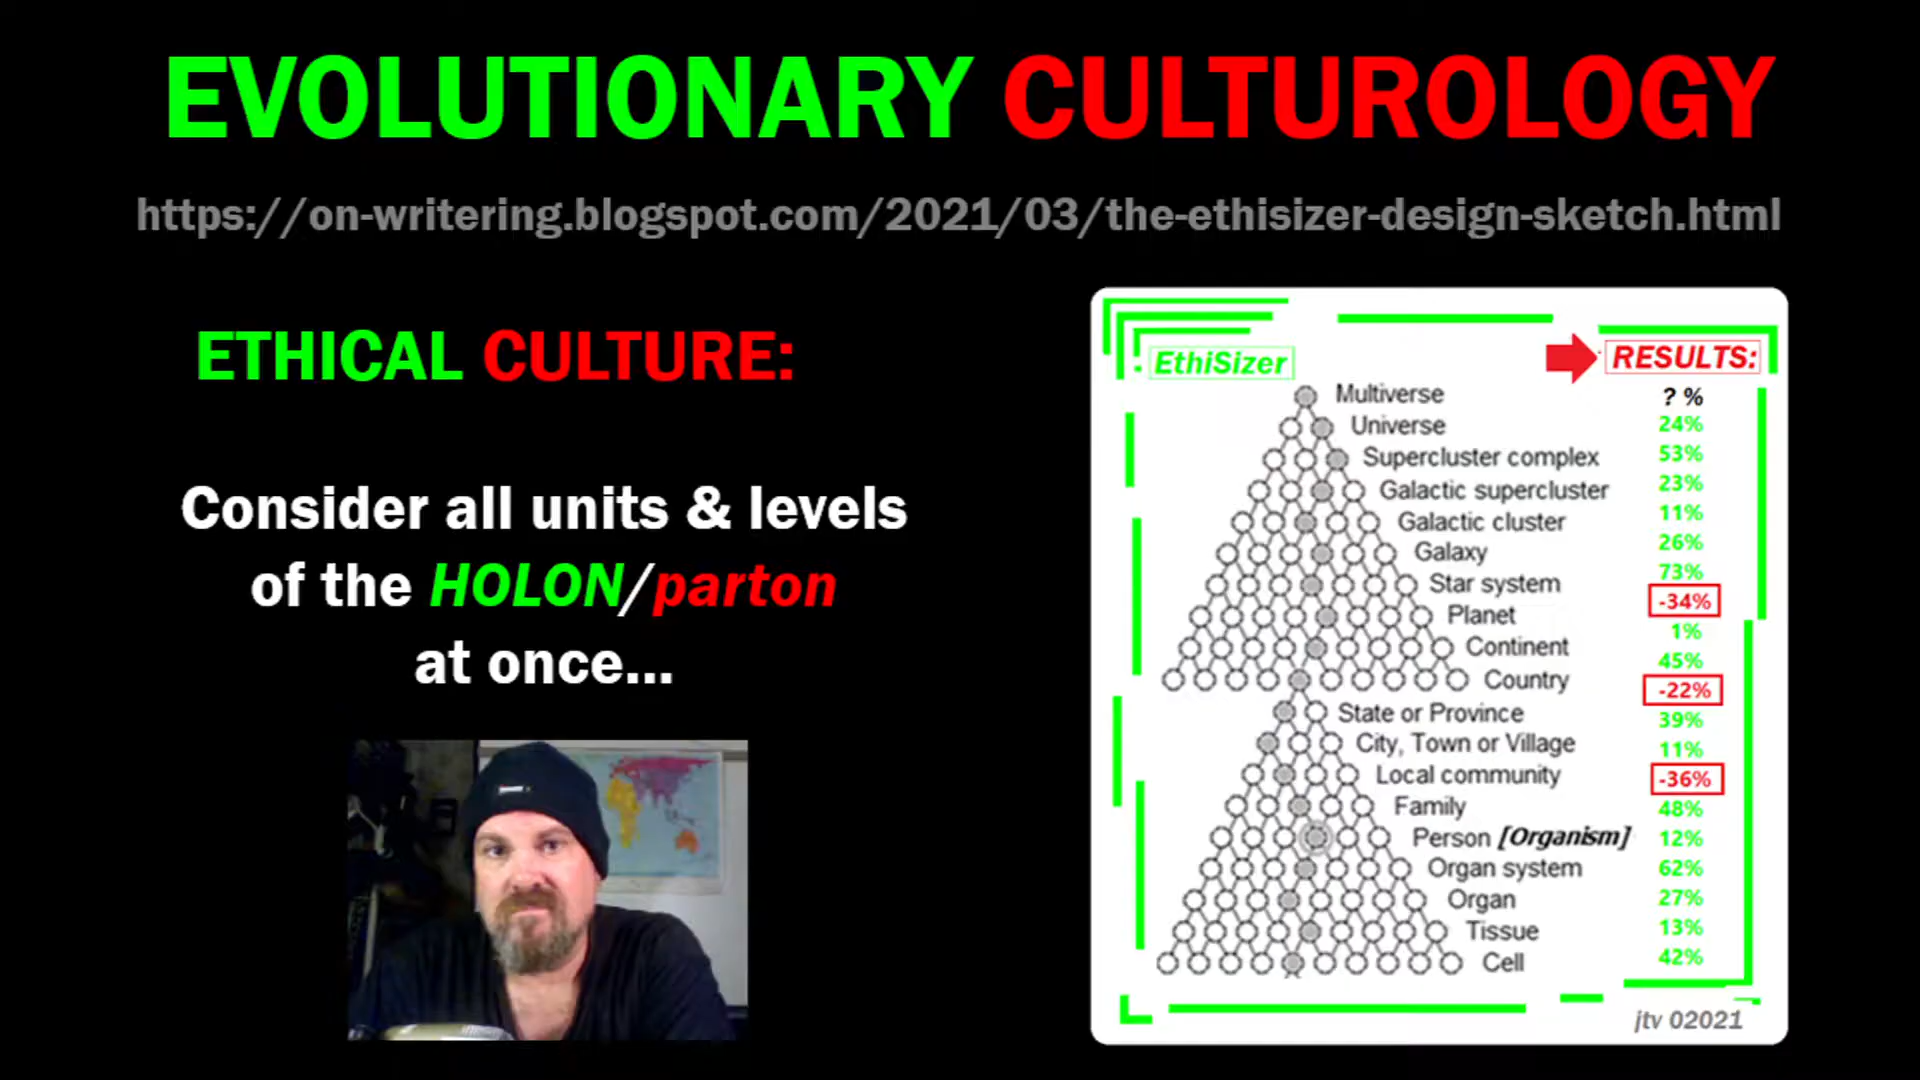 EVOLUTIONARY CULTUROLOGY
https://on-writering.blogspot.com/2021/03/the-ethisizer-design-sketch.html
ETHICAL CULTURE:
Consider all units & levels
of the HOLON/parton
at once...
EthiSizer
RESULTS:
Multiverse ? %
Universe 24%
Supercluster complex 53%
Galactic supercluster 23%
Galactic cluster 11%
Galaxy 26%
Star system 73%
Planet -34%
Continent 1%
Country 45%
-22%
State or Province 39%
City, Town or Village 11%
Local community -36%
Family 48%
Person [Organism] 12%
Organ system 62%
Organ 27%
Tissue 13%
Cell 42%
jtv 02021